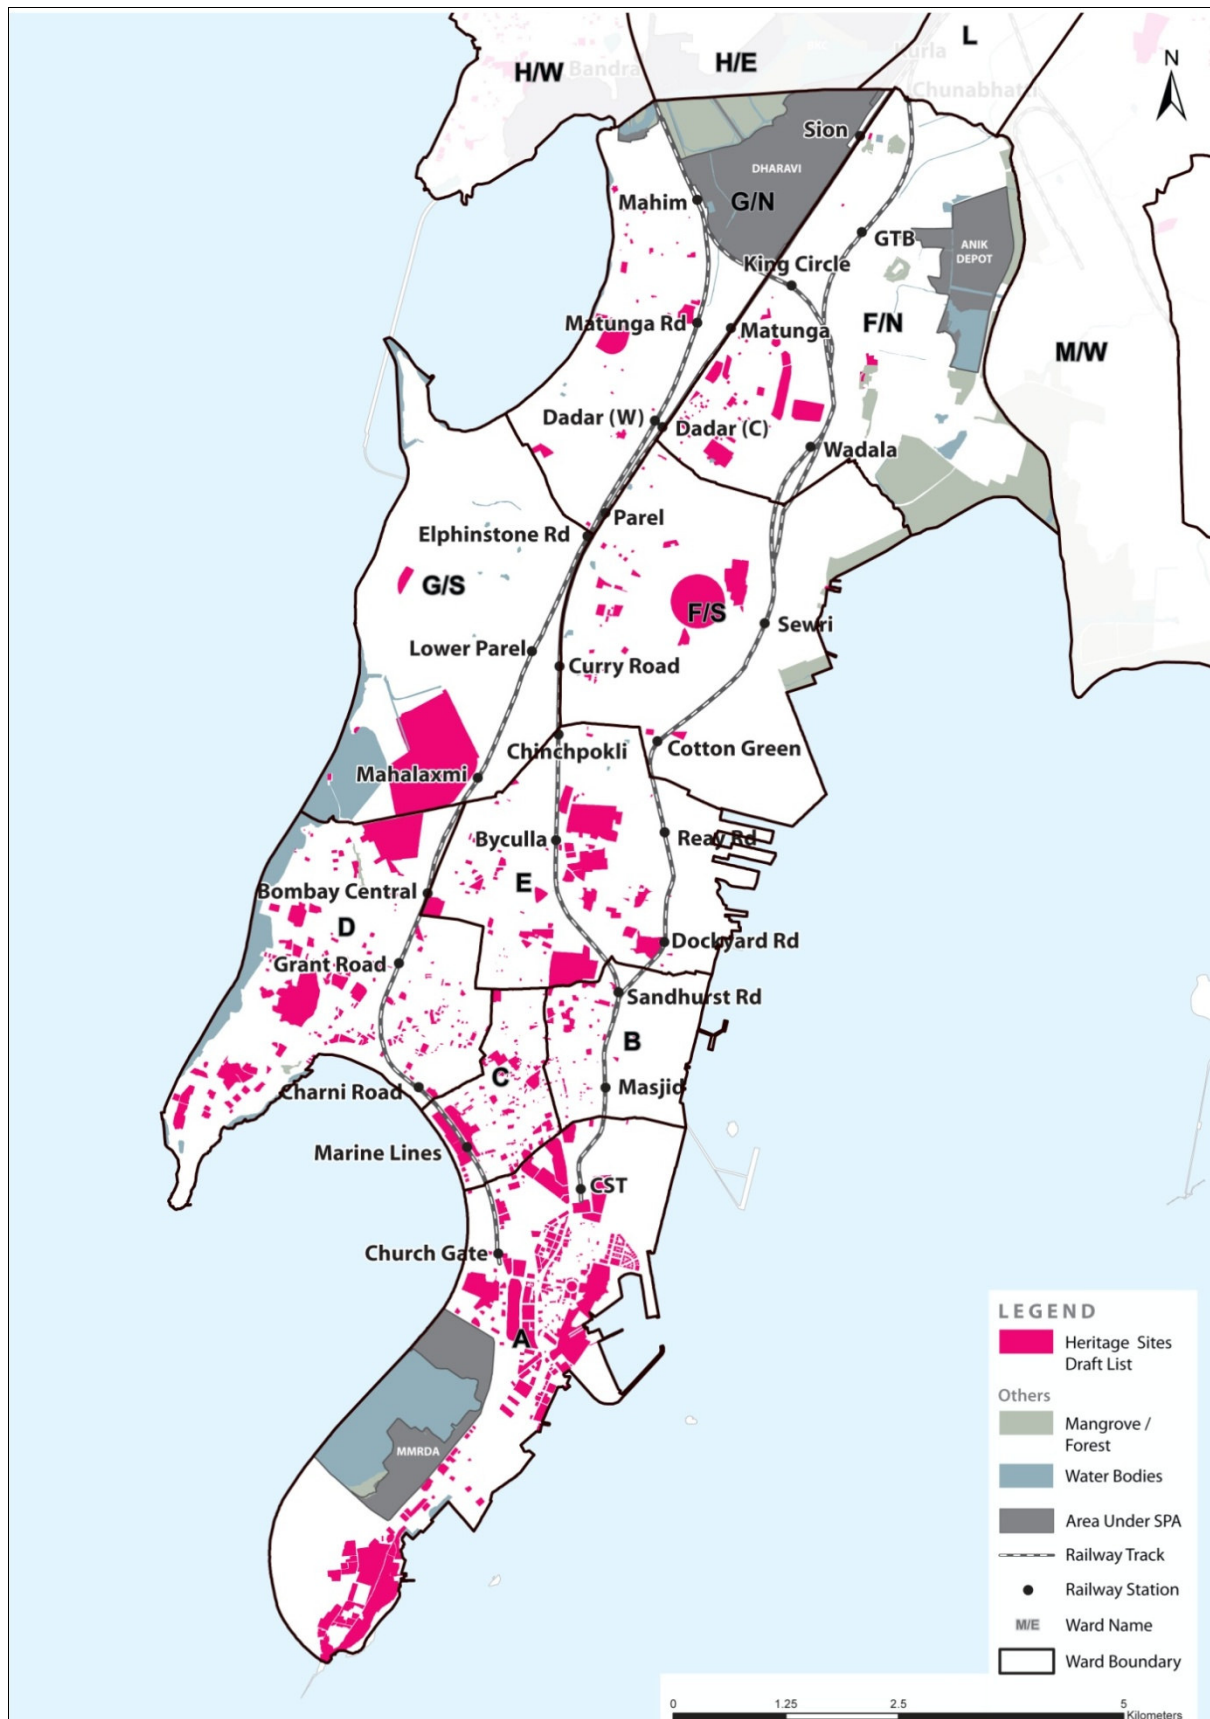 L
H/E
H/W
Bandra
Kurla
Chunabhatti
N
Sion
DHARAVI
G/N
Mahim
GTB
ANIK
DEPOT
King Circle
F/N
Matunga Rd
Matunga
M/W
Dadar (W)
Dadar (C)
Wadala
Parel
Elphinstone Rd
G/S
F/S
Sewri
Lower Parel
Curry Road
Chinchpokli
Cotton Green
Mahalaxmi
Byculla
Reay Rd
E
Bombay Central
D
Dockyard Rd
Grant Road
Sandhurst Rd
B
C
Charni Road
Masjid
Marine Lines
CST
Church Gate
A
MMRDA
LEGEND
Heritage Sites
Draft List
Others
Mangrove /
Forest
Water Bodies
Area Under SPA
Railway Track
Railway Station
M/E Ward Name
Ward Boundary
0 1.25 2.5 5
Kilometers